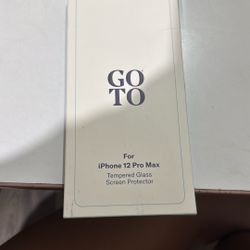 GO
TO
For
iPhone 12 Pro Max
Tempered Glass
Screen Protector